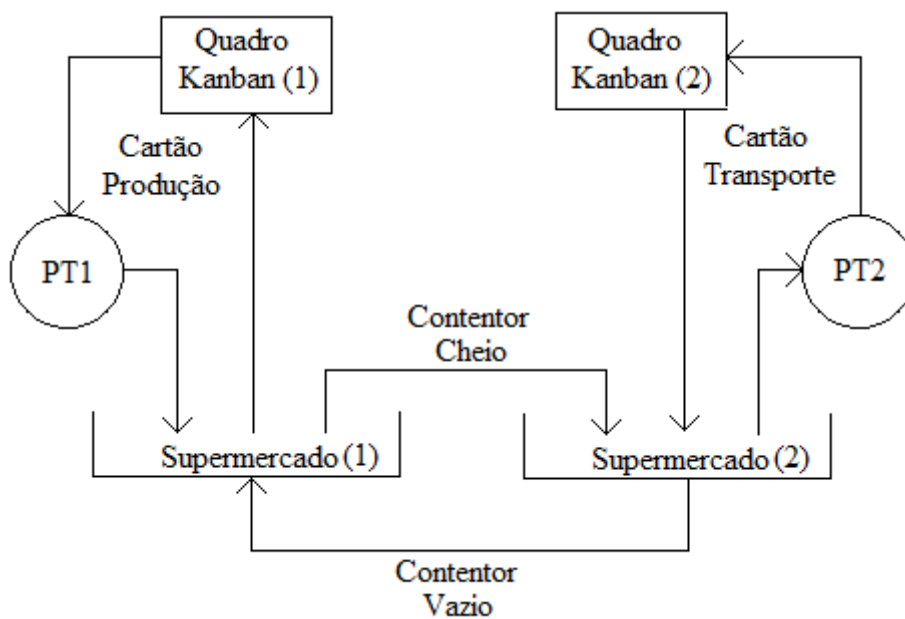 Quadro
Kanban (1)
Quadro
Kanban (2)
Cartão
Produção
Cartão
Transporte
PT1
PT2
Contentor
Cheio
Supermercado (1)
Supermercado (2)
Contentor
Vazio